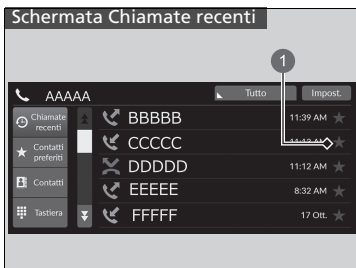 Schermata Chiamate recenti
1
AAAAA
Tutto
Impost.
Chiamate
recenti
BBBBB
11:39 AM
Contatti
preferiti
CCCCC
DDDDD
11:12 AM
Contatti
EEEEE
8:32 AM
Tastiera
FFFFF
17 Ott.